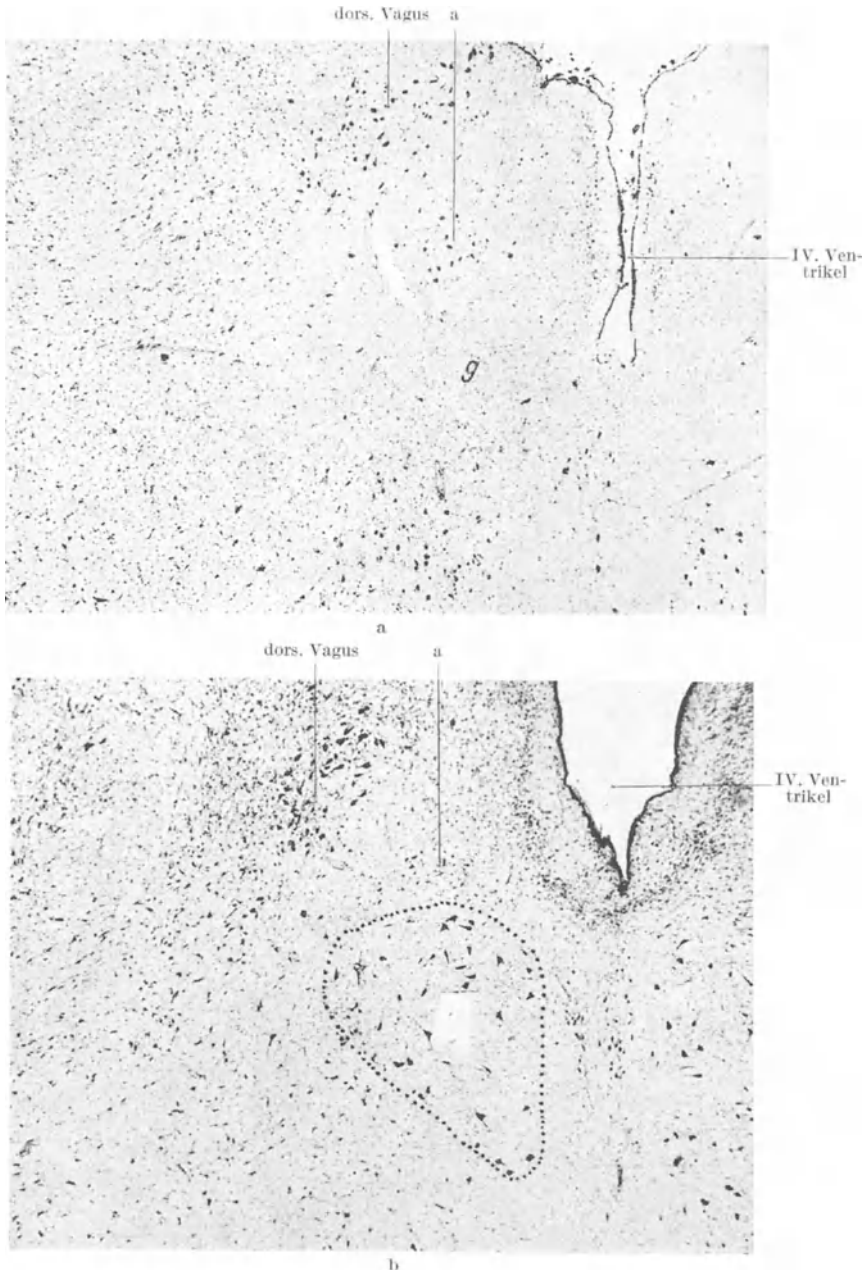 dors. Vagus a
IV. Ven-
trikel
g
a
dors. Vagus a
IV. Ven-
trikel
b